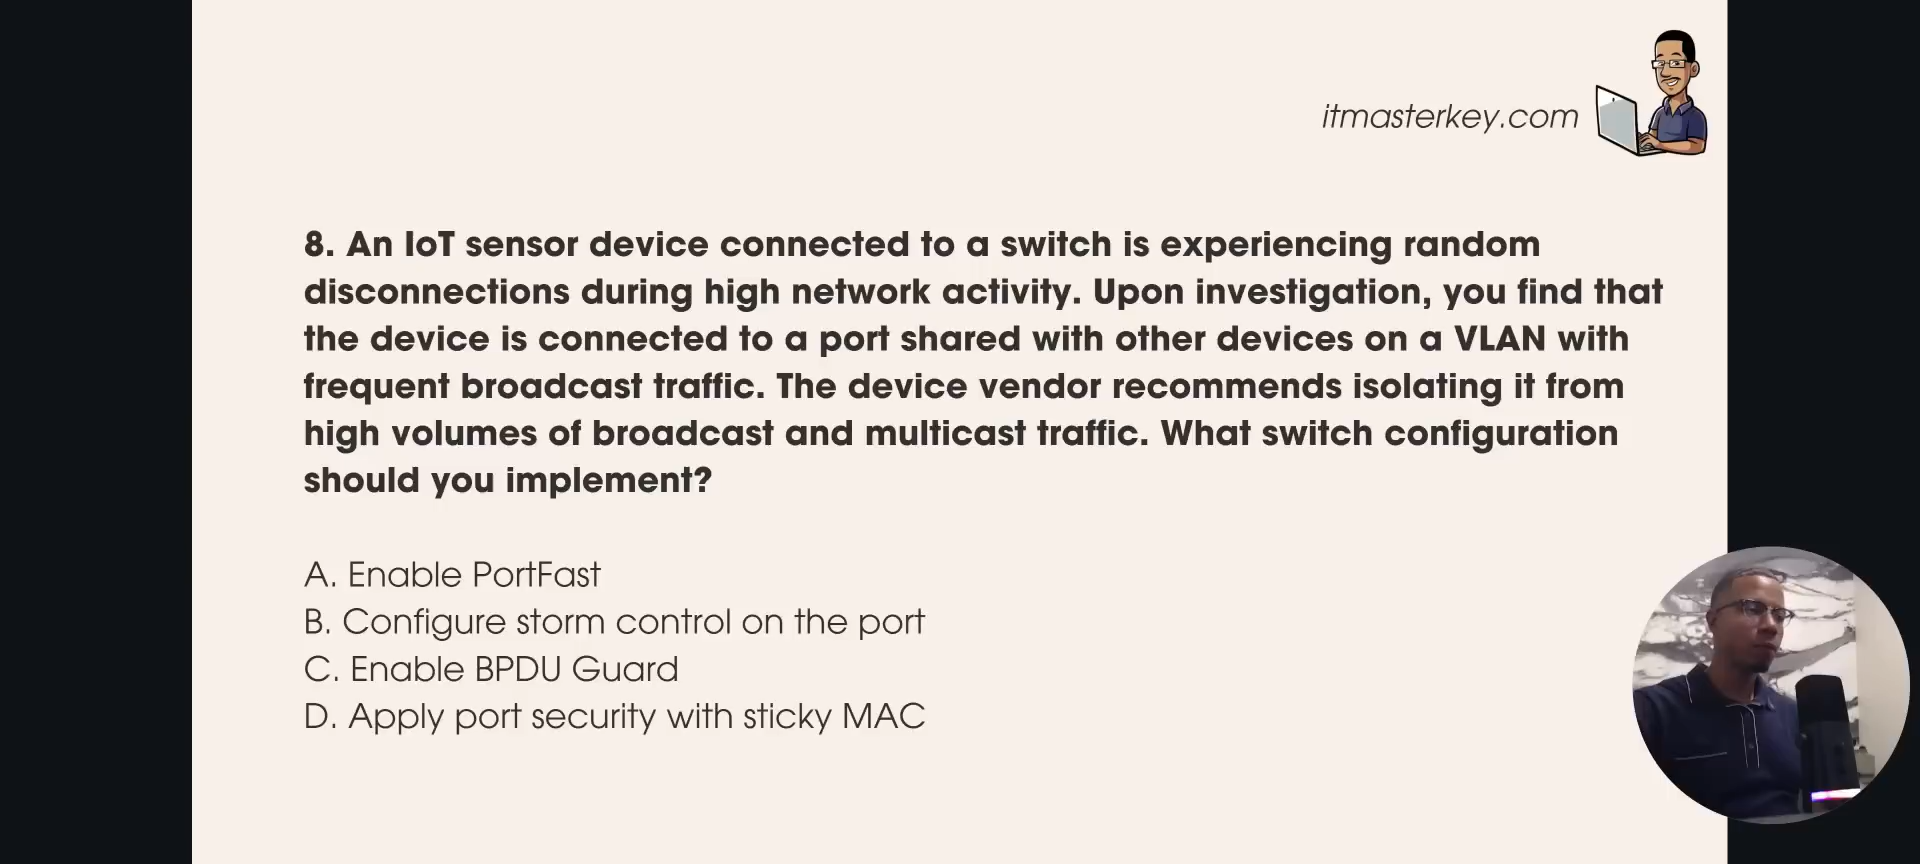 itmasterkey.com
8. An IoT sensor device connected to a switch is experiencing random
disconnections during high network activity. Upon investigation, you find that
the device is connected to a port shared with other devices on a VLAN with
frequent broadcast traffic. The device vendor recommends isolating it from
high volumes of broadcast and multicast traffic. What switch configuration
should you implement?
A. Enable PortFast
B. Configure storm control on the port
C. Enable BPDU Guard
D. Apply port security with sticky MAC